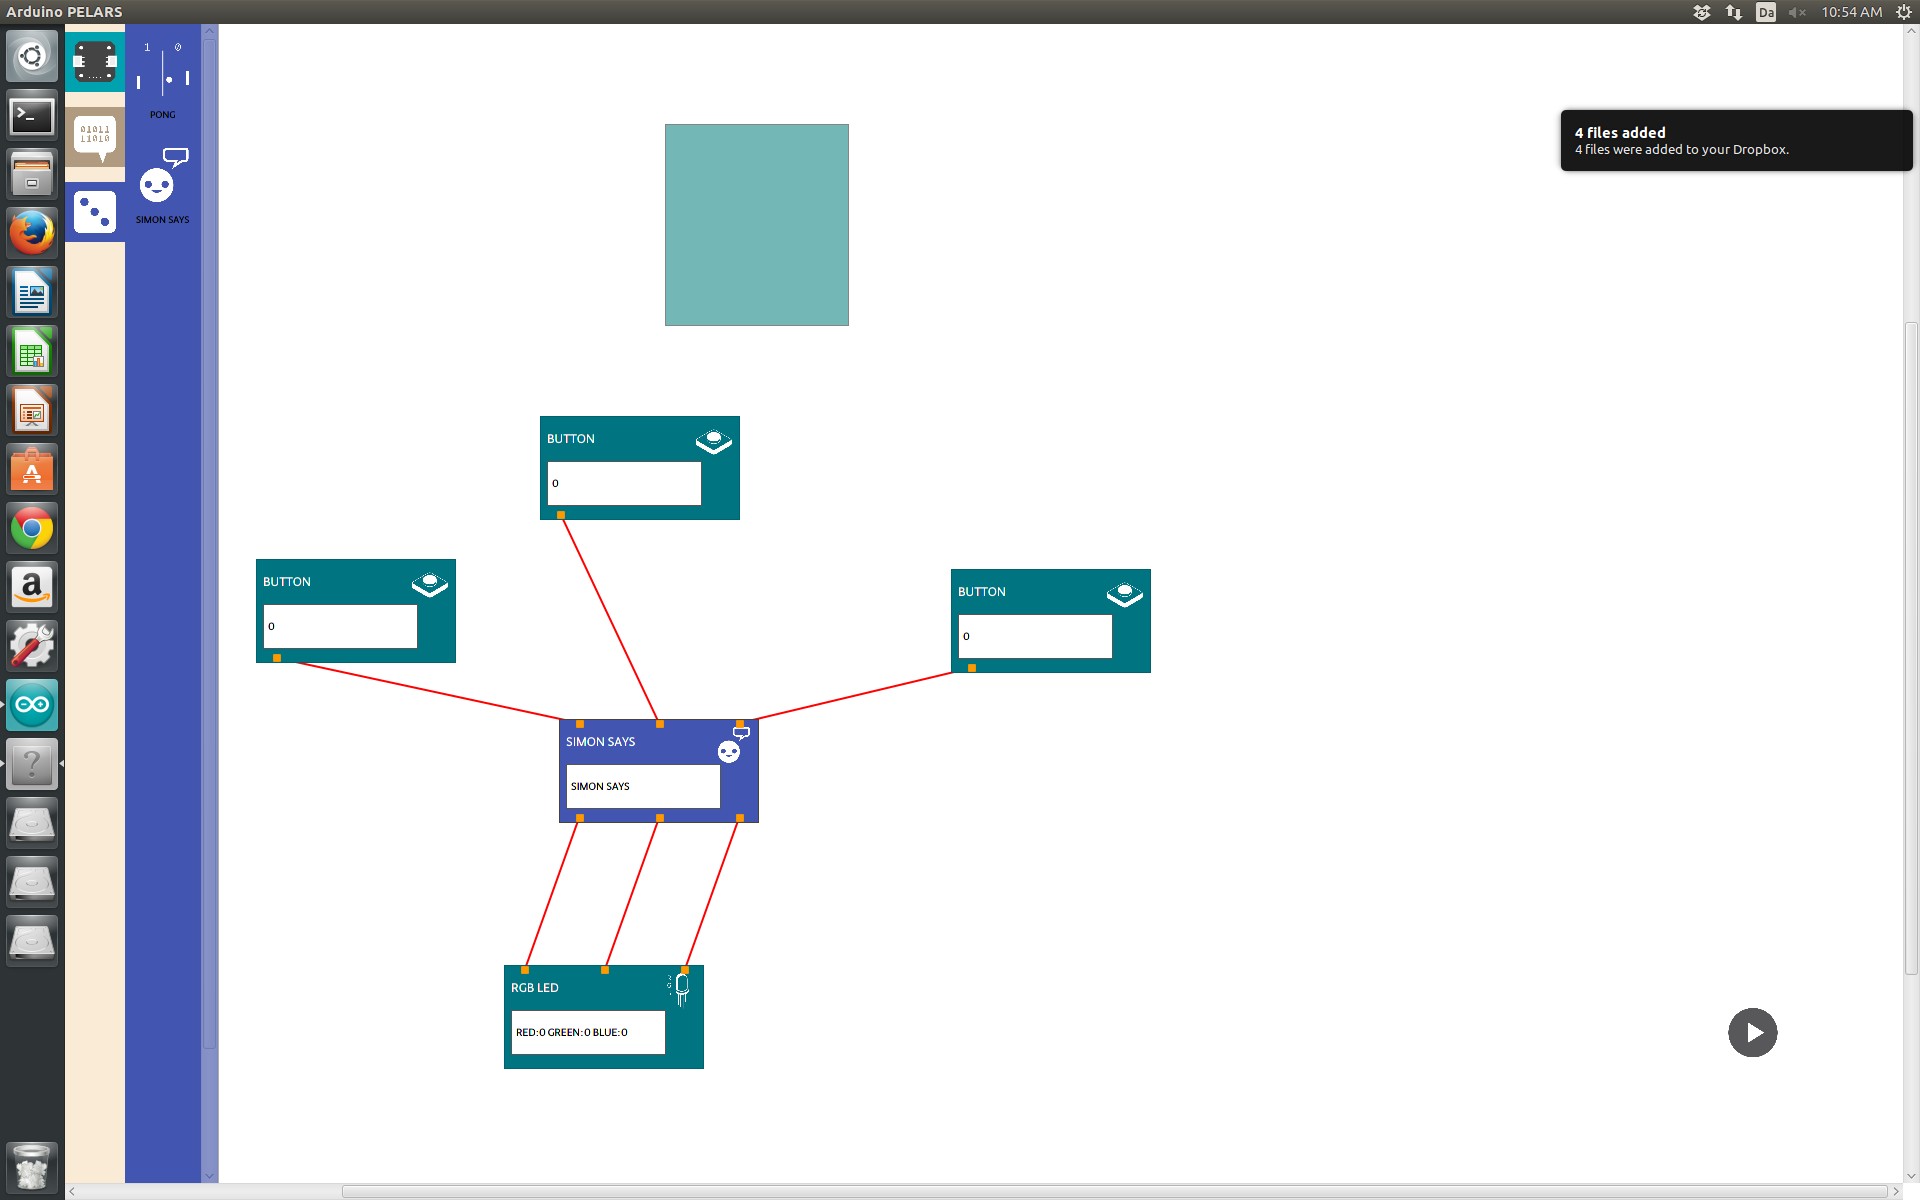 Arduino PELARS
Da
10:54 AM
1 0
PONG
01011
11010
SIMON SAYS
4 files added
4 files were added to your Dropbox.
BUTTON
0
BUTTON
0
BUTTON
0
SIMON SAYS
SIMON SAYS
RGB LED
RED:0 GREEN:0 BLUE:0